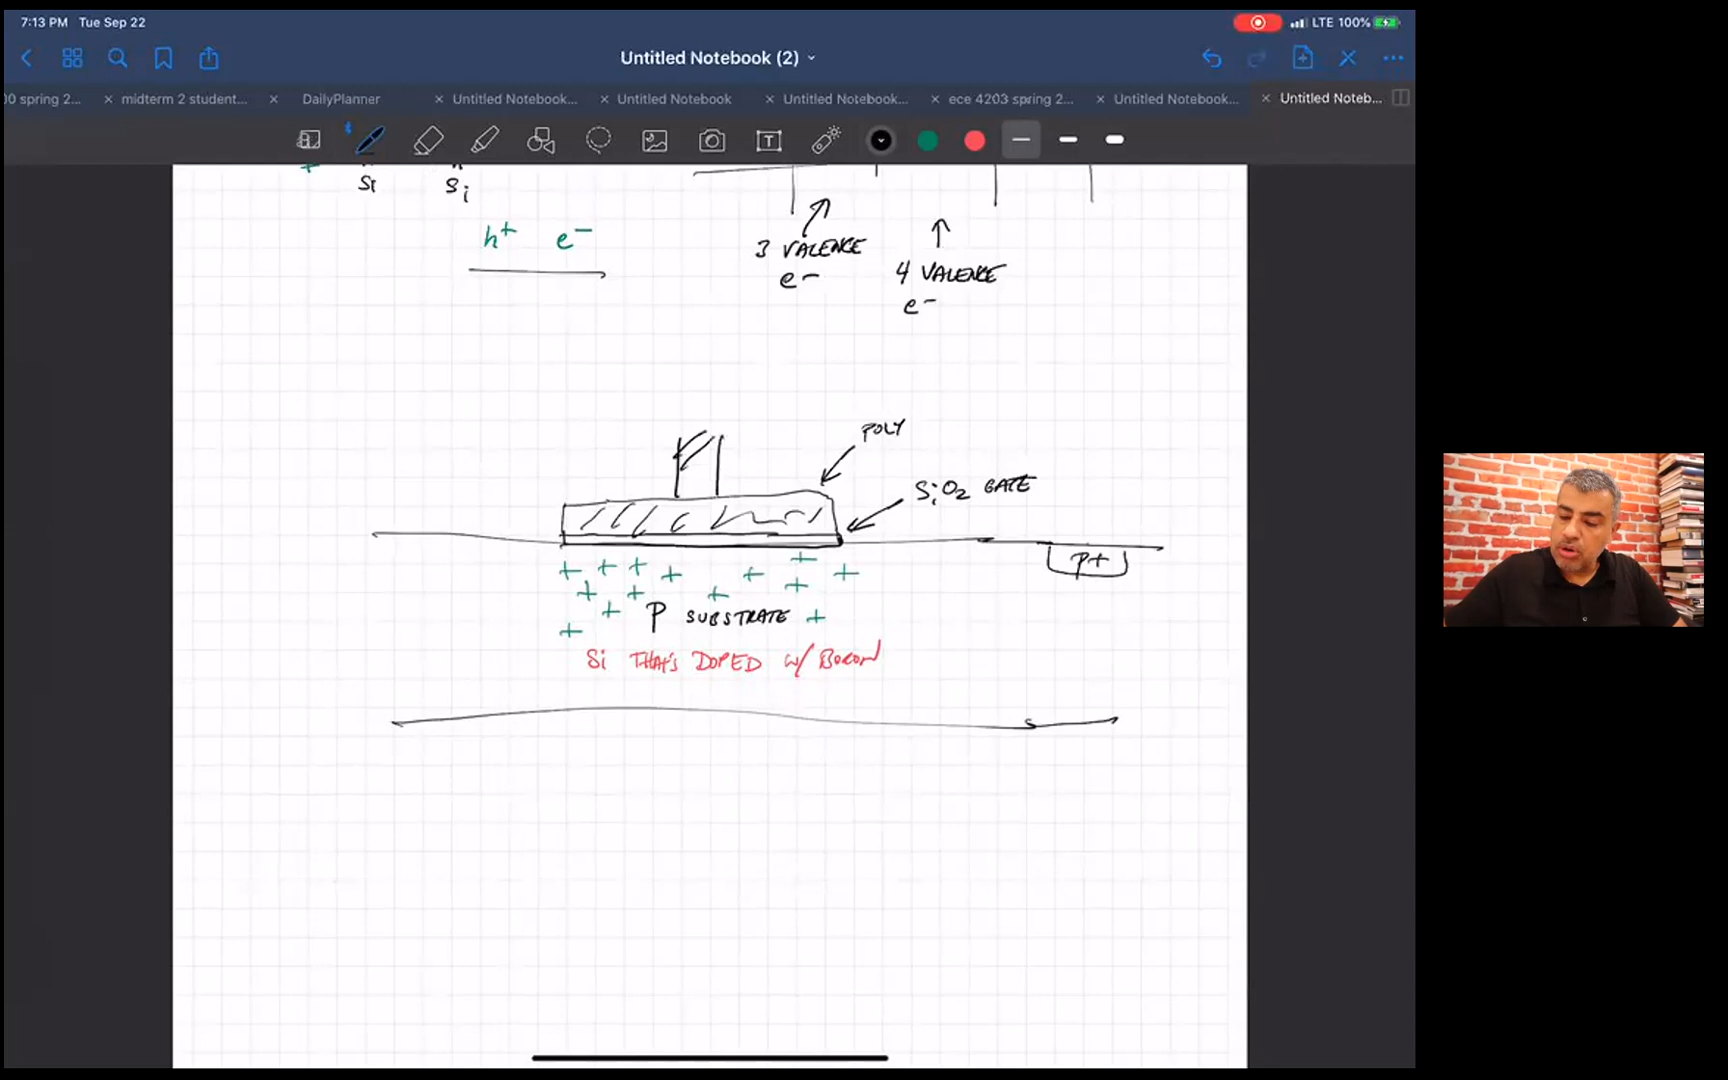 7:13 PM Tue Sep 22
LTE 100%
Untitled Notebook (2)
00 spring 2...
midterm 2 student...
DailyPlanner
Untitled Notebook...
Untitled Notebook
Untitled Notebook...
ece 4203 spring 2...
Untitled Notebook...
Untitled Noteb...
T
+ Si Si
h+ e−
3 VALENCE
e−
4 VALENCE
e−
POLY
SiO2 GATE
p+
+ + + + + + +
+ + + +
+ P SUBSTRATE +
+
Si THAT'S DOPED w/ BORON